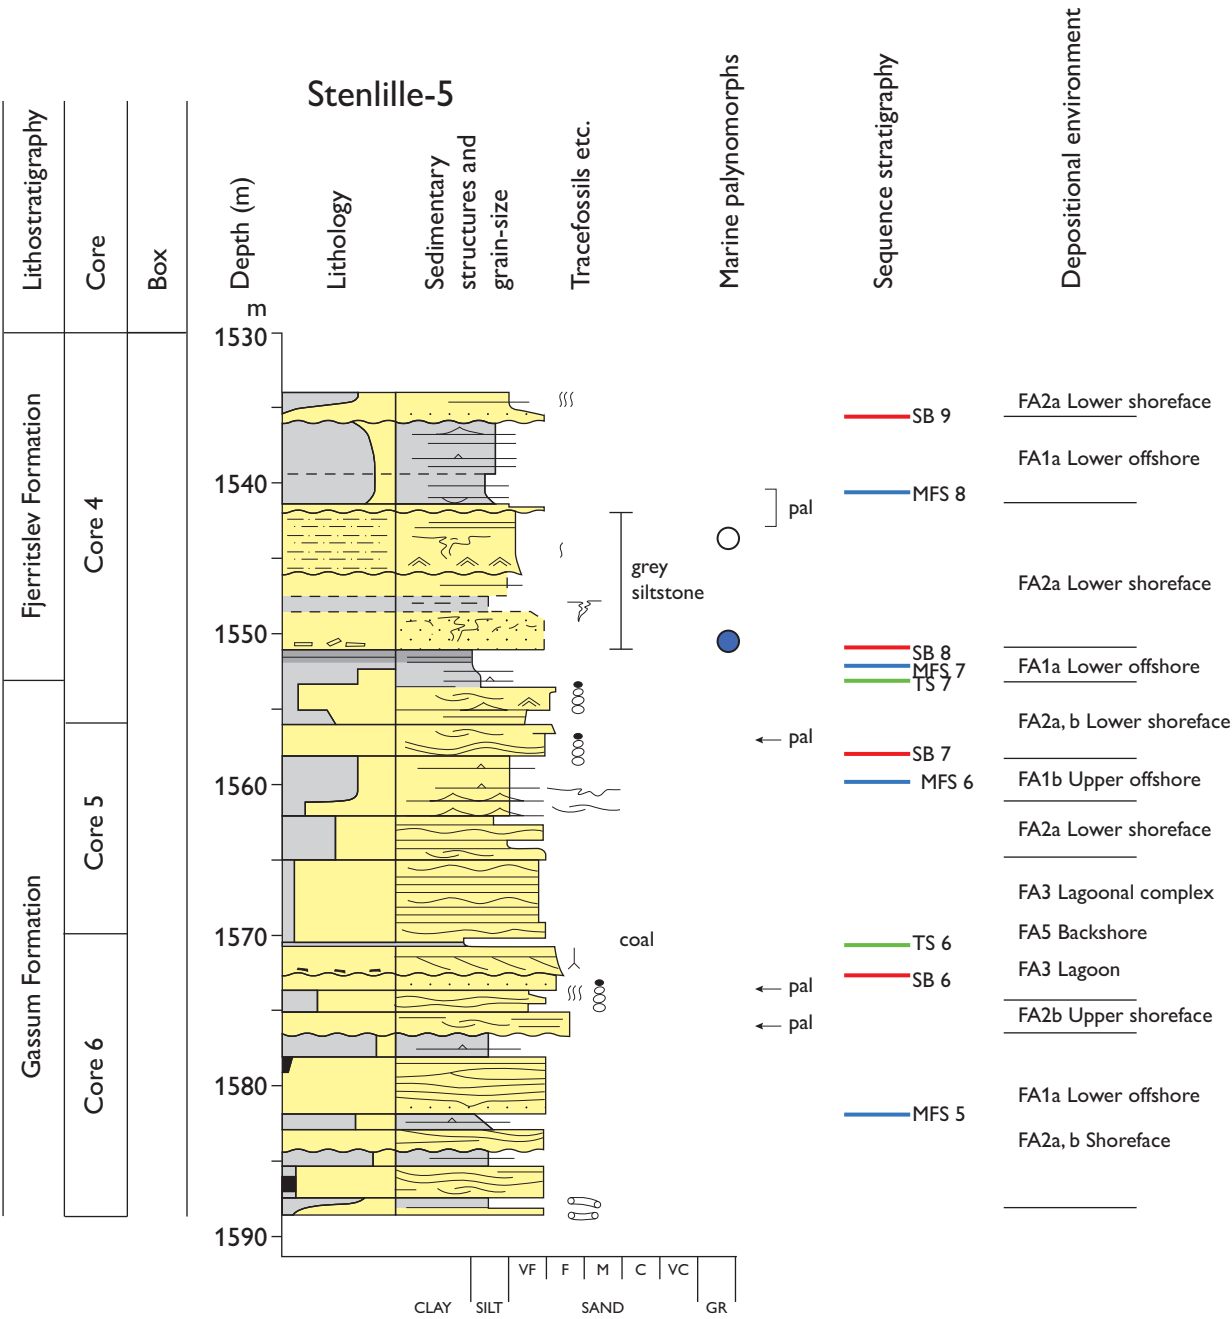 Stenlille-5
Lithostratigraphy
Core
Box
Depth (m)
Lithology
Sedimentary
structures and
grain-size
Tracefossils etc.
Marine palynomorphs
Sequence stratigraphy
Depositional environment
m
1530
1540
1550
1560
1570
1580
1590
Fjerritslev Formation
Gassum Formation
Core 4
Core 5
Core 6
grey
siltstone
coal
pal
pal
pal
pal
SB 9
MFS 8
SB 8
MFS 7
TS 7
SB 7
MFS 6
TS 6
SB 6
MFS 5
FA2a Lower shoreface
FA1a Lower offshore
FA2a Lower shoreface
FA1a Lower offshore
FA2a, b Lower shoreface
FA1b Upper offshore
FA2a Lower shoreface
FA3 Lagoonal complex
FA5 Backshore
FA3 Lagoon
FA2b Upper shoreface
FA1a Lower offshore
FA2a, b Shoreface
VF F M C VC
CLAY SILT SAND GR